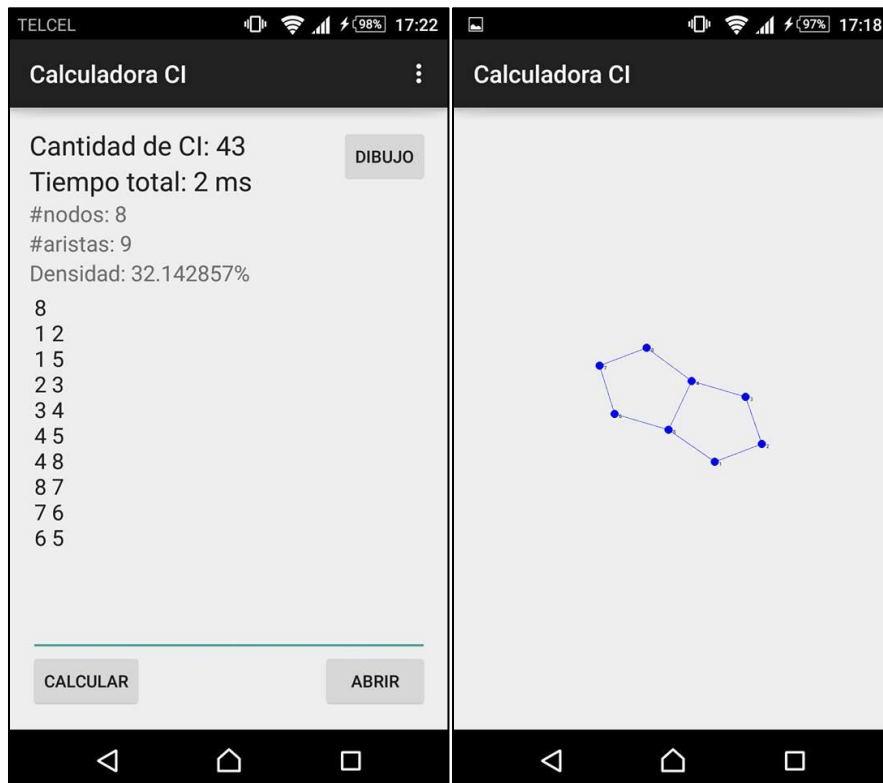 TELCEL 98% 17:22
Calculadora CI
Cantidad de CI: 43
DIBUJO
Tiempo total: 2 ms
#nodos: 8
#aristas: 9
Densidad: 32.142857%
8
1 2
1 5
2 3
3 4
4 5
4 8
8 7
7 6
6 5
CALCULAR ABRIR
97% 17:18
Calculadora CI